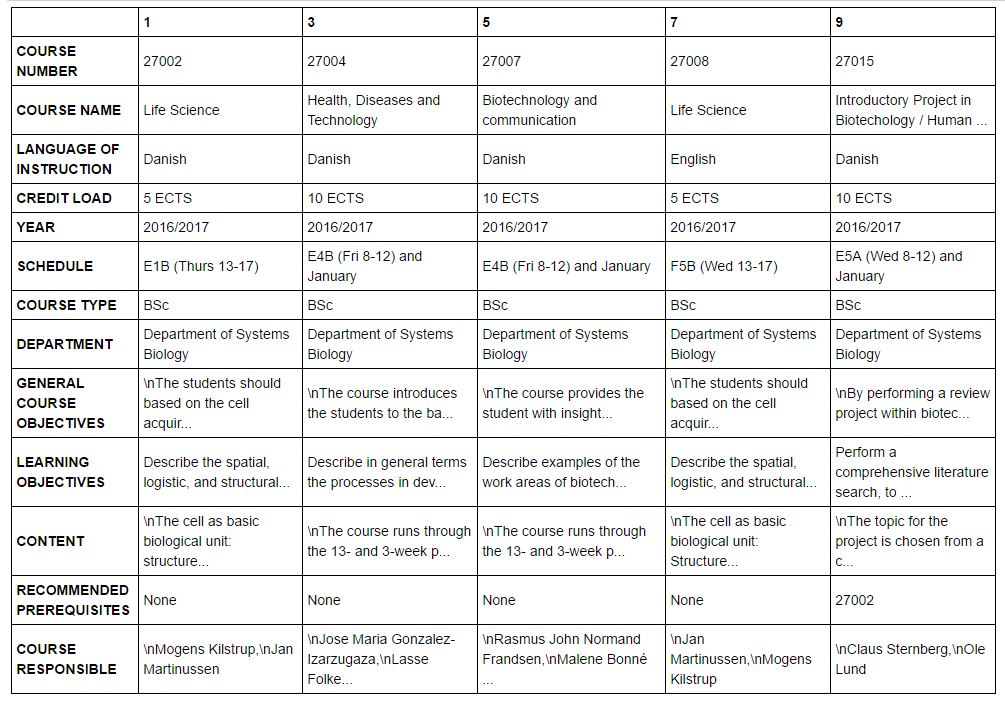 1
3
5
7
9
COURSE
NUMBER
27002
27004
27007
27008
27015
COURSE NAME
Life Science
Health, Diseases and
Technology
Biotechnology and
communication
Life Science
Introductory Project in
Biotechology / Human ...
LANGUAGE OF
INSTRUCTION
Danish
Danish
Danish
English
Danish
CREDIT LOAD
5 ECTS
10 ECTS
10 ECTS
5 ECTS
10 ECTS
YEAR
2016/2017
2016/2017
2016/2017
2016/2017
2016/2017
SCHEDULE
E1B (Thurs 13-17)
E4B (Fri 8-12) and
January
E4B (Fri 8-12) and January
F5B (Wed 13-17)
E5A (Wed 8-12) and
January
COURSE TYPE
BSc
BSc
BSc
BSc
BSc
DEPARTMENT
Department of Systems
Biology
Department of Systems
Biology
Department of Systems
Biology
Department of Systems
Biology
Department of Systems
Biology
GENERAL
COURSE
OBJECTIVES
\nThe students should
based on the cell
acquir...
\nThe course introduces
the students to the ba...
\nThe course provides the
student with insight...
\nThe students should
based on the cell
acquir...
\nBy performing a review
project within biotec...
LEARNING
OBJECTIVES
Describe the spatial,
logistic, and structural...
Describe in general terms
the processes in dev...
Describe examples of the
work areas of biotech...
Describe the spatial,
logistic, and structural...
Perform a
comprehensive literature
search, to ...
CONTENT
\nThe cell as basic
biological unit:
structure...
\nThe course runs through
the 13- and 3-week p...
\nThe course runs through
the 13- and 3-week p...
\nThe cell as basic
biological unit:
Structure...
\nThe topic for the
project is chosen from a
c...
RECOMMENDED
PREREQUISITES
None
None
None
None
27002
COURSE
RESPONSIBLE
\nMogens Kilstrup,\nJan
Martinussen
\nJose Maria Gonzalez-
Izarzugaza,\nLasse
Folke...
\nRasmus John Normand
Frandsen,\nMalene Bonné
...
\nJan
Martinussen,\nMogens
Kilstrup
\nClaus Sternberg,\nOle
Lund